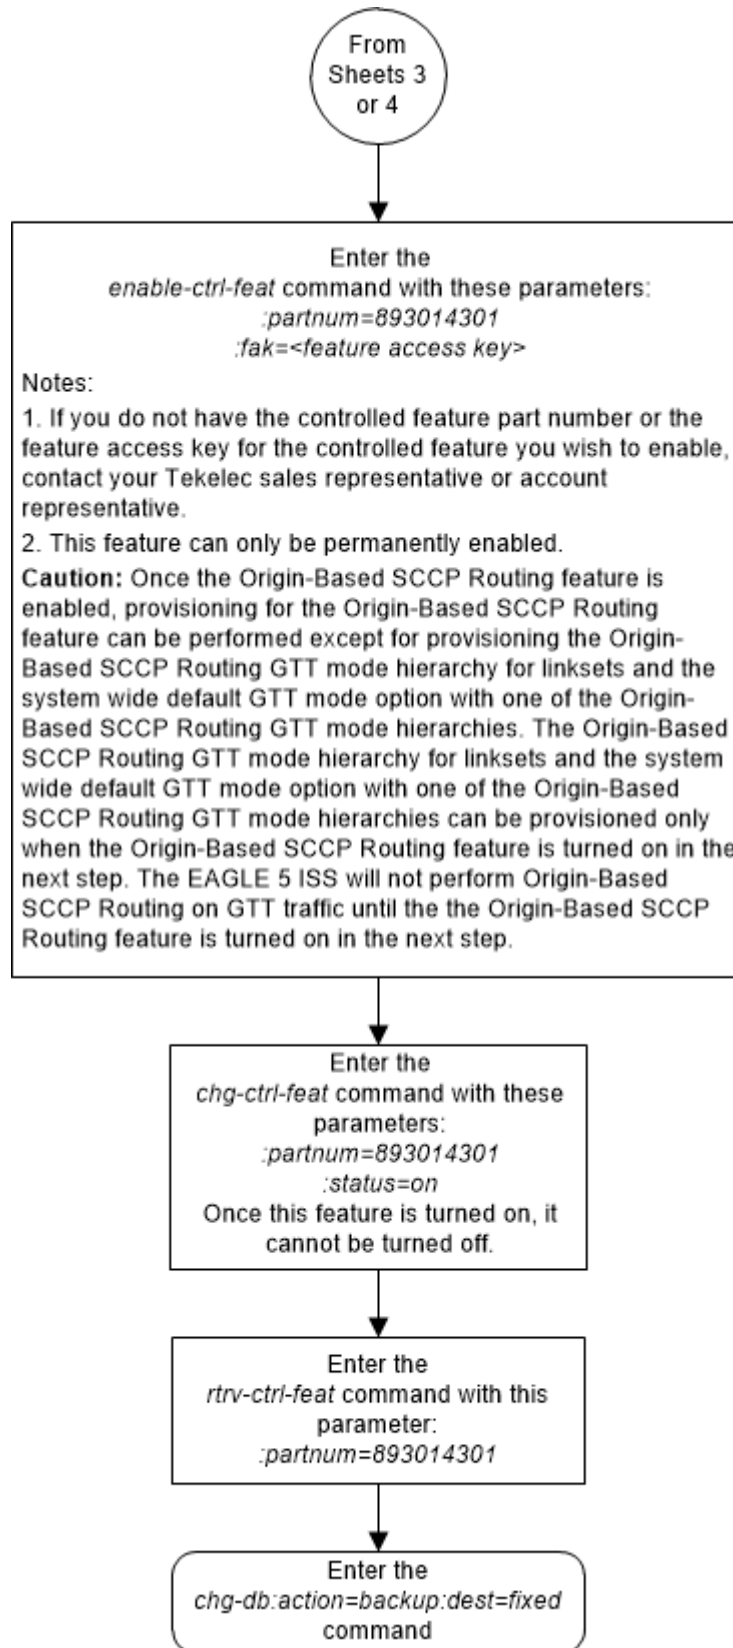 From
Sheets 3
or 4
Enter the
enable-ctrl-feat command with these parameters:
:partnum=893014301
:fak=<feature access key>
Notes:
1. If you do not have the controlled feature part number or the
feature access key for the controlled feature you wish to enable,
contact your Tekelec sales representative or account
representative.
2. This feature can only be permanently enabled.
Caution: Once the Origin-Based SCCP Routing feature is
enabled, provisioning for the Origin-Based SCCP Routing
feature can be performed except for provisioning the Origin-
Based SCCP Routing GTT mode hierarchy for linksets and the
system wide default GTT mode option with one of the Origin-
Based SCCP Routing GTT mode hierarchies. The Origin-Based
SCCP Routing GTT mode hierarchy for linksets and the system
wide default GTT mode option with one of the Origin-Based
SCCP Routing GTT mode hierarchies can be provisioned only
when the Origin-Based SCCP Routing feature is turned on in the
next step. The EAGLE 5 ISS will not perform Origin-Based
SCCP Routing on GTT traffic until the the Origin-Based SCCP
Routing feature is turned on in the next step.
Enter the
chg-ctrl-feat command with these
parameters:
:partnum=893014301
:status=on
Once this feature is turned on, it
cannot be turned off.
Enter the
rtrv-ctrl-feat command with this
parameter:
:partnum=893014301
Enter the
chg-db:action=backup:dest=fixed
command